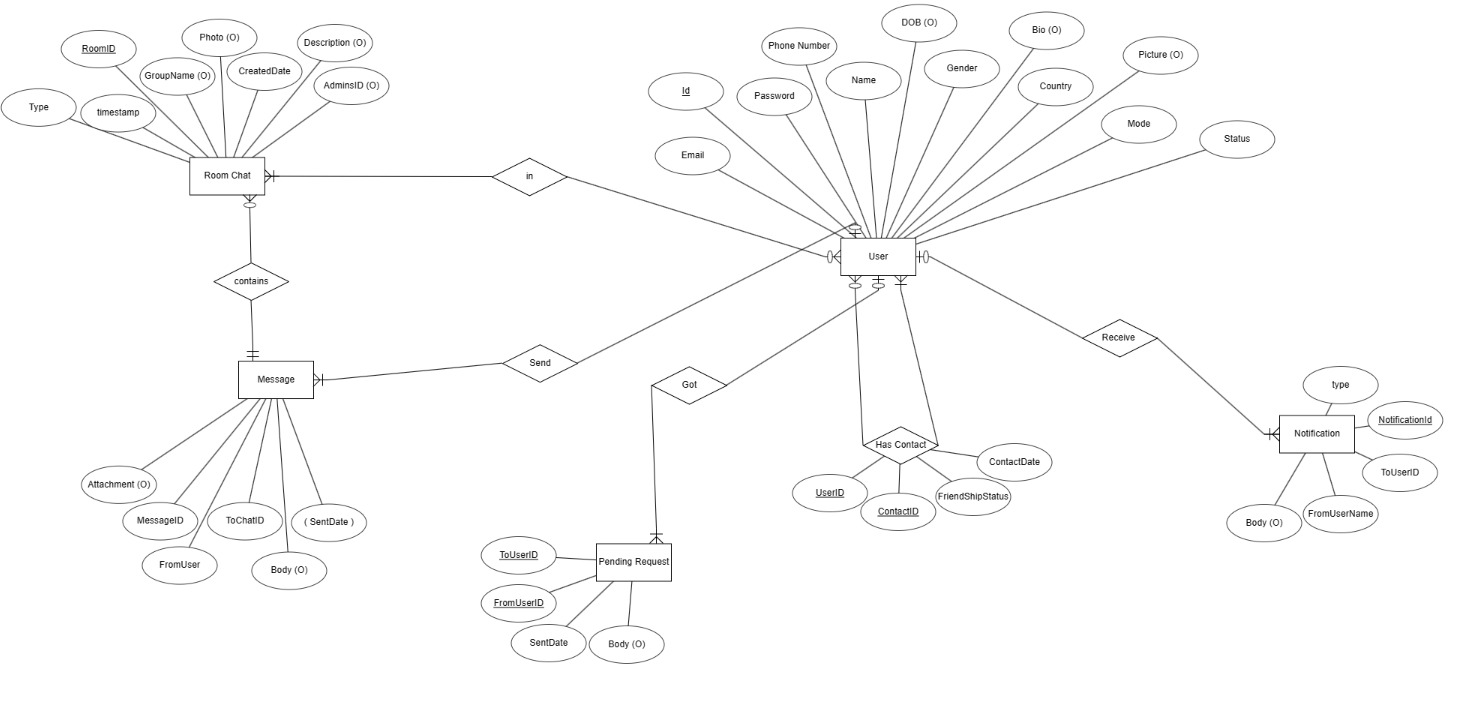 RoomID
Photo (O)
Description (O)
GroupName (O)
CreatedDate
AdminsID (O)
Type
timestamp
Room Chat
in
contains
Message
Attachment (O)
MessageID
ToChatID
( SentDate )
FromUser
Body (O)
Send
DOB (O)
Bio (O)
Phone Number
Picture (O)
Gender
Name
Id
Password
Country
Mode
Status
Email
User
Receive
Got
Has Contact
ContactDate
UserID
ContactID
FriendShipStatus
type
NotificationId
Notification
ToUserID
Body (O)
FromUserName
ToUserID
Pending Request
FromUserID
SentDate
Body (O)